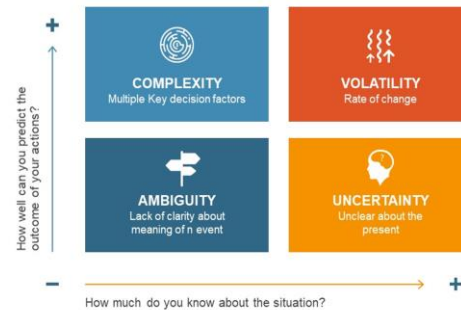 +
How well can you predict the
outcome of your actions?
COMPLEXITY
Multiple Key decision factors
VOLATILITY
Rate of change
AMBIGUITY
Lack of clarity about
meaning of n event
UNCERTAINTY
Unclear about the
present
−
+
How much do you know about the situation?